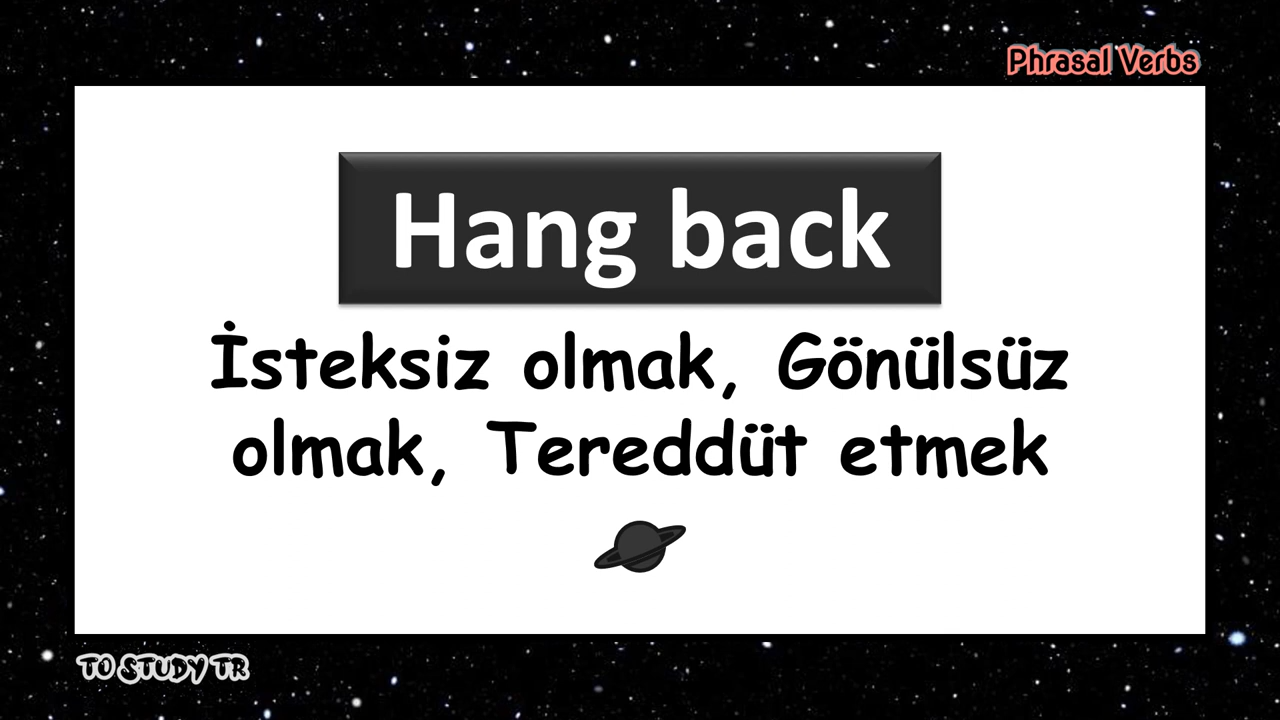 Phrasal Verbs
Hang back
İsteksiz olmak, Gönülsüz
olmak, Tereddüt etmek
TO STUDY TR